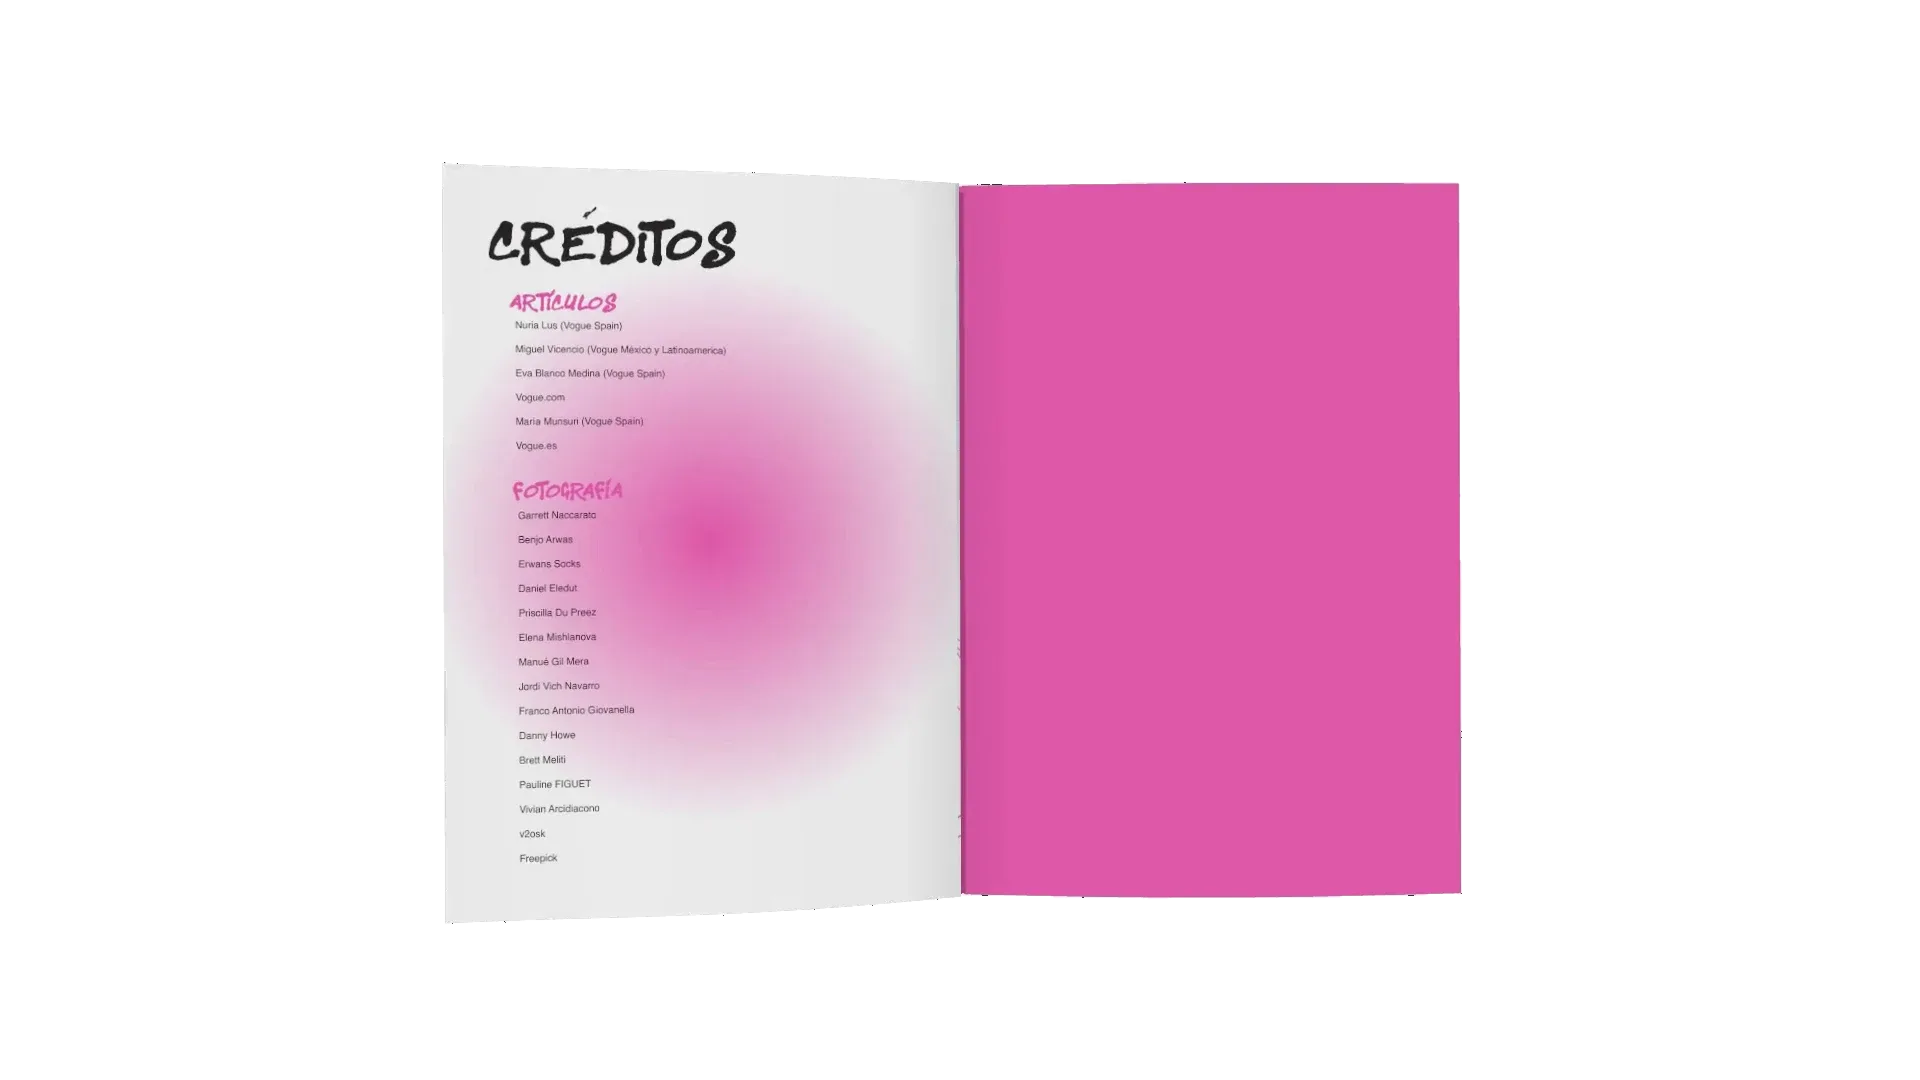 CRÉDITOS
ARTÍCULOS
Nuria Lus (Vogue Spain)
Miguel Vicencio (Vogue México y Latinoamerica)
Eva Blanco Medina (Vogue Spain)
Vogue.com
Maria Munsuri (Vogue Spain)
Vogue.es
FOTOGRAFÍA
Garrett Naccarato
Benjo Arwas
Erwans Socks
Daniel Eledut
Priscilla Du Preez
Elena Mishlanova
Manué Gil Mera
Jordi Vich Navarro
Franco Antonio Giovanella
Danny Howe
Brett Meliti
Pauline FIGUET
Vivian Arcidiacono
v2osk
Freepick